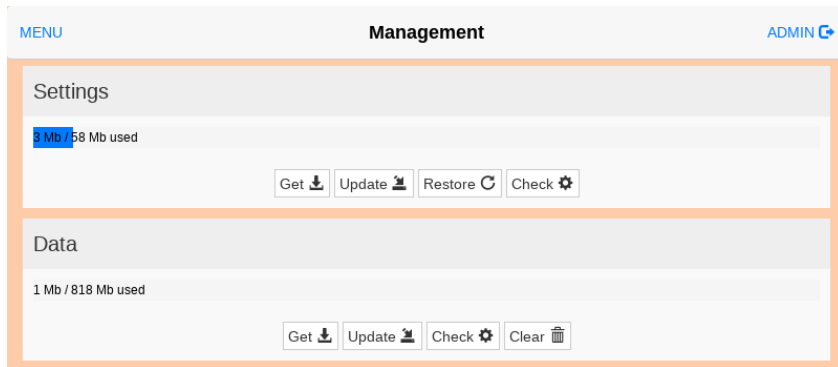 MENU Management ADMIN
Settings
3 Mb / 58 Mb used
Get Update Restore Check
Data
1 Mb / 818 Mb used
Get Update Check Clear